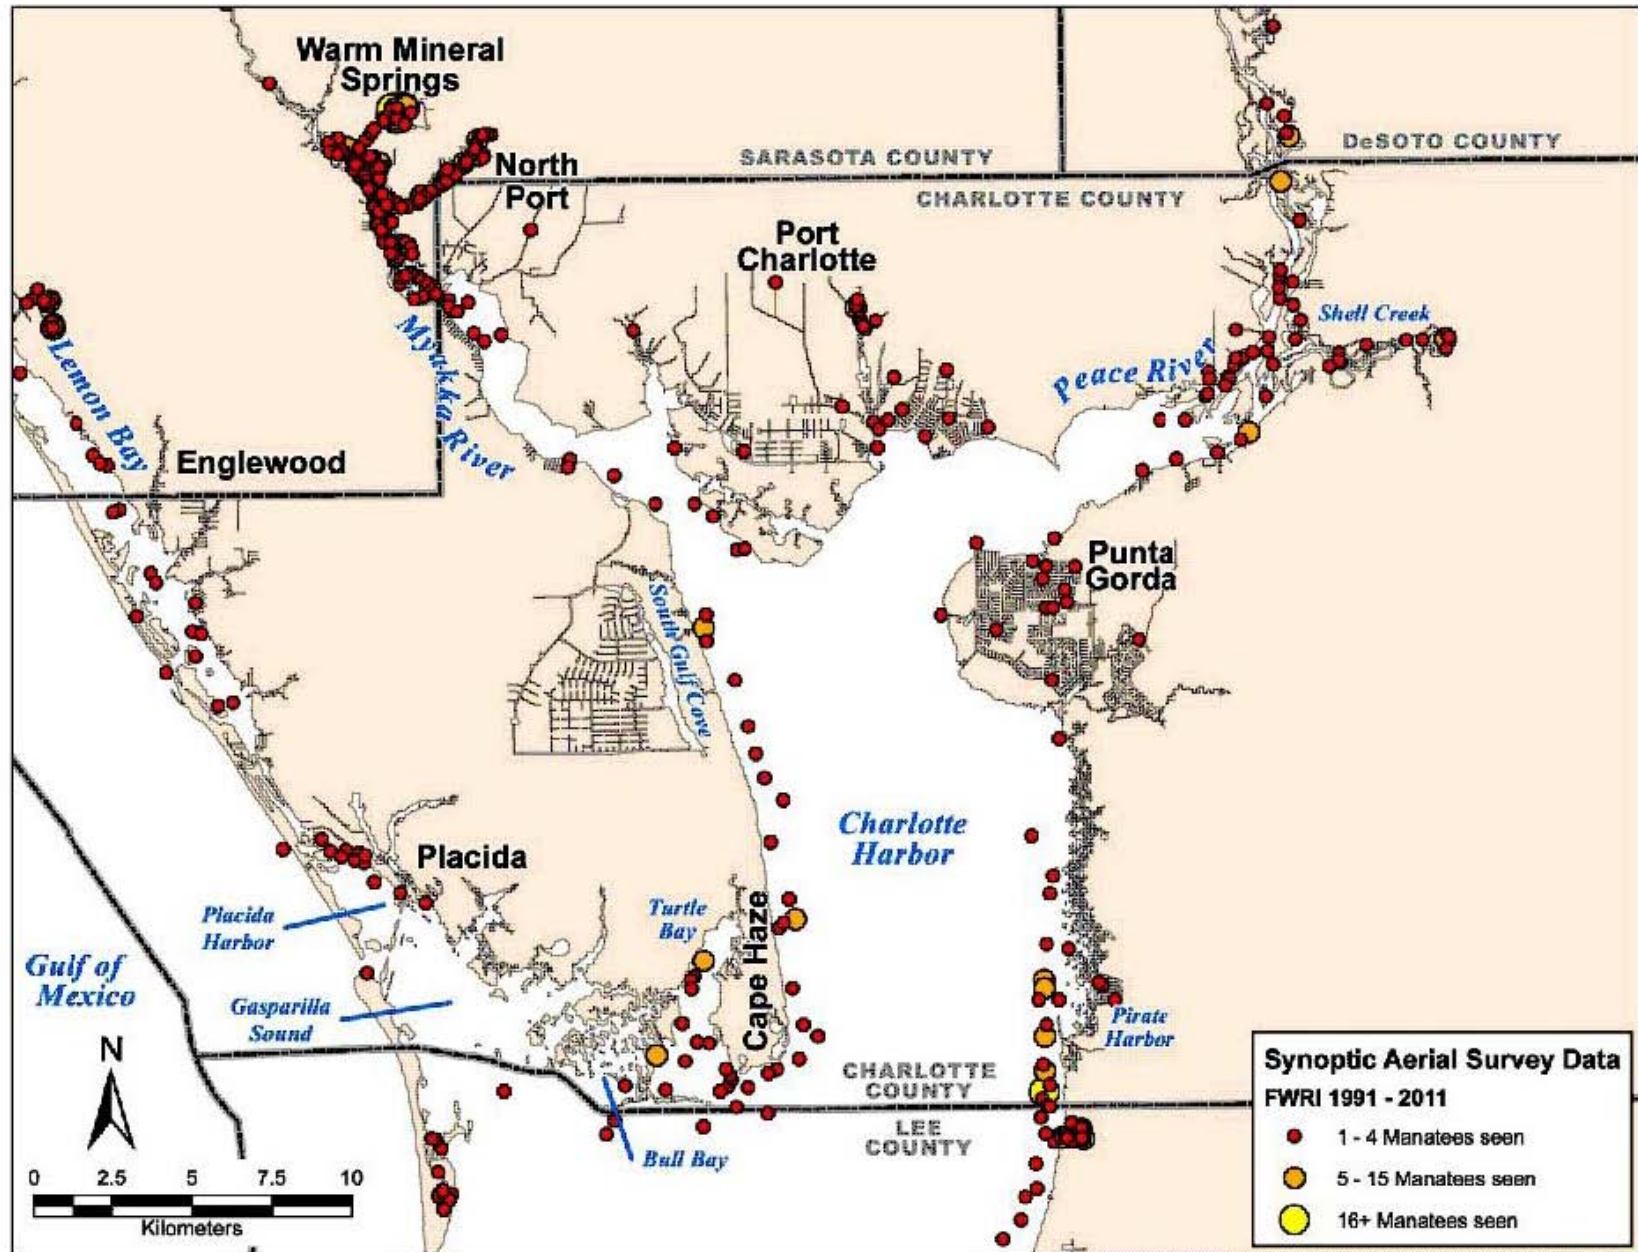 Warm Mineral
Springs
North
Port
SARASOTA COUNTY
DeSOTO COUNTY
CHARLOTTE COUNTY
Port
Charlotte
Shell Creek
Peace River
Myakka River
Lemon Bay
Englewood
Punta
Gorda
South Gulf Cove
Charlotte
Harbor
Placida
Placida
Harbor
Turtle
Bay
Cape Haze
Gulf of
Mexico
Gasparilla
Sound
Pirate
Harbor
N
CHARLOTTE
COUNTY
LEE
COUNTY
Bull Bay
0 2.5 5 7.5 10
Kilometers
Synoptic Aerial Survey Data
FWRI 1991 - 2011
1 - 4 Manatees seen
5 - 15 Manatees seen
16+ Manatees seen